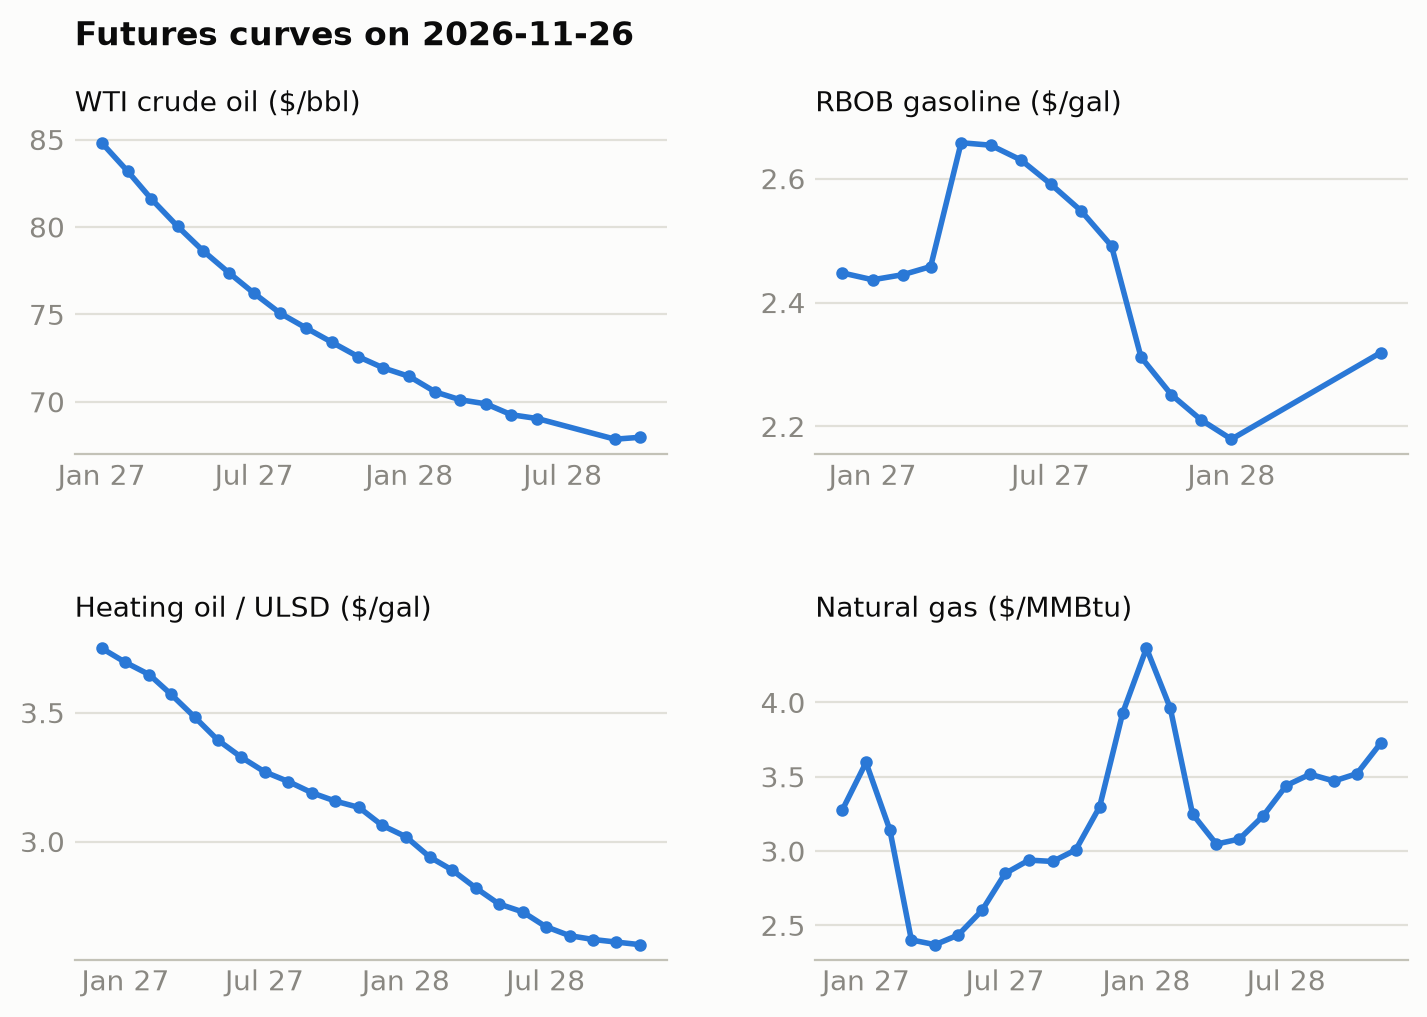 Futures curves on 2026-11-26
WTI crude oil ($/bbl)
85
80
75
70
Jan 27 Jul 27 Jan 28 Jul 28
RBOB gasoline ($/gal)
2.6
2.4
2.2
Jan 27 Jul 27 Jan 28
Heating oil / ULSD ($/gal)
3.5
3.0
Jan 27 Jul 27 Jan 28 Jul 28
Natural gas ($/MMBtu)
4.0
3.5
3.0
2.5
Jan 27 Jul 27 Jan 28 Jul 28